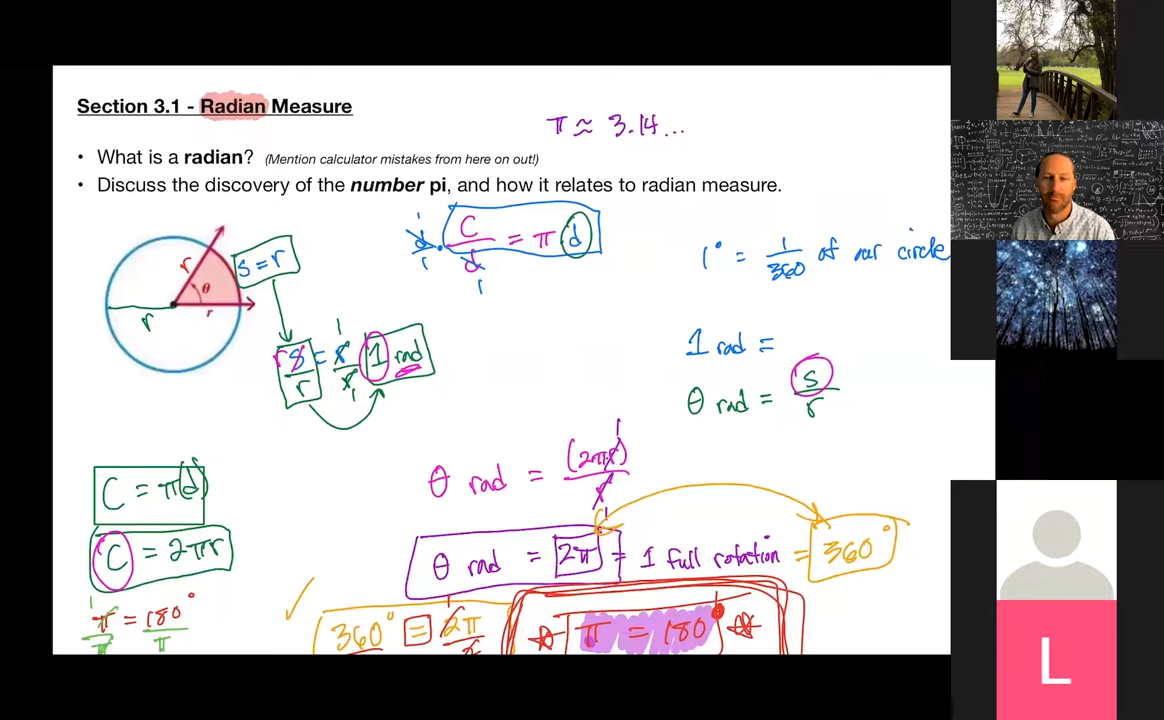 Section 3.1 - Radian Measure
π ≈ 3.14...
• What is a radian? (Mention calculator mistakes from here on out!)
• Discuss the discovery of the number pi, and how it relates to radian measure.
d/1 · C/d = π d
1° = 1/360 of our circle
r
s = r
θ
r
r
s/r = r/r = 1 rad
1 rad =
θ rad = s/r
θ rad = (2πr)/r
C = π(d)
C = 2πr
θ rad = 2π = 1 full rotation = 360°
π = 180°
π
π
360° = 2π
π = 180°
L